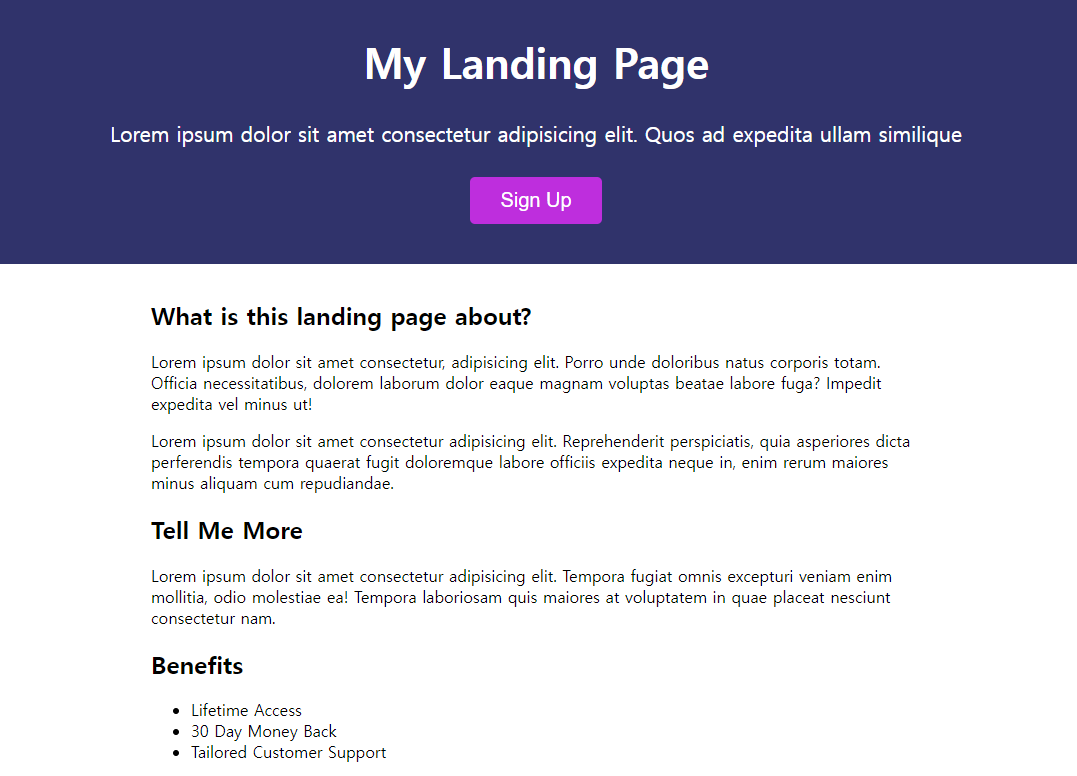 My Landing Page
Lorem ipsum dolor sit amet consectetur adipisicing elit. Quos ad expedita ullam similique
Sign Up
What is this landing page about?
Lorem ipsum dolor sit amet consectetur, adipisicing elit. Porro unde doloribus natus corporis totam.
Officia necessitatibus, dolorem laborum dolor eaque magnam voluptas beatae labore fuga? Impedit
expedita vel minus ut!
Lorem ipsum dolor sit amet consectetur adipisicing elit. Reprehenderit perspiciatis, quia asperiores dicta
perferendis tempora quaerat fugit doloremque labore officiis expedita neque in, enim rerum maiores
minus aliquam cum repudiandae.
Tell Me More
Lorem ipsum dolor sit amet consectetur adipisicing elit. Tempora fugiat omnis excepturi veniam enim
mollitia, odio molestiae ea! Tempora laboriosam quis maiores at voluptatem in quae placeat nesciunt
consectetur nam.
Benefits
• Lifetime Access
• 30 Day Money Back
• Tailored Customer Support